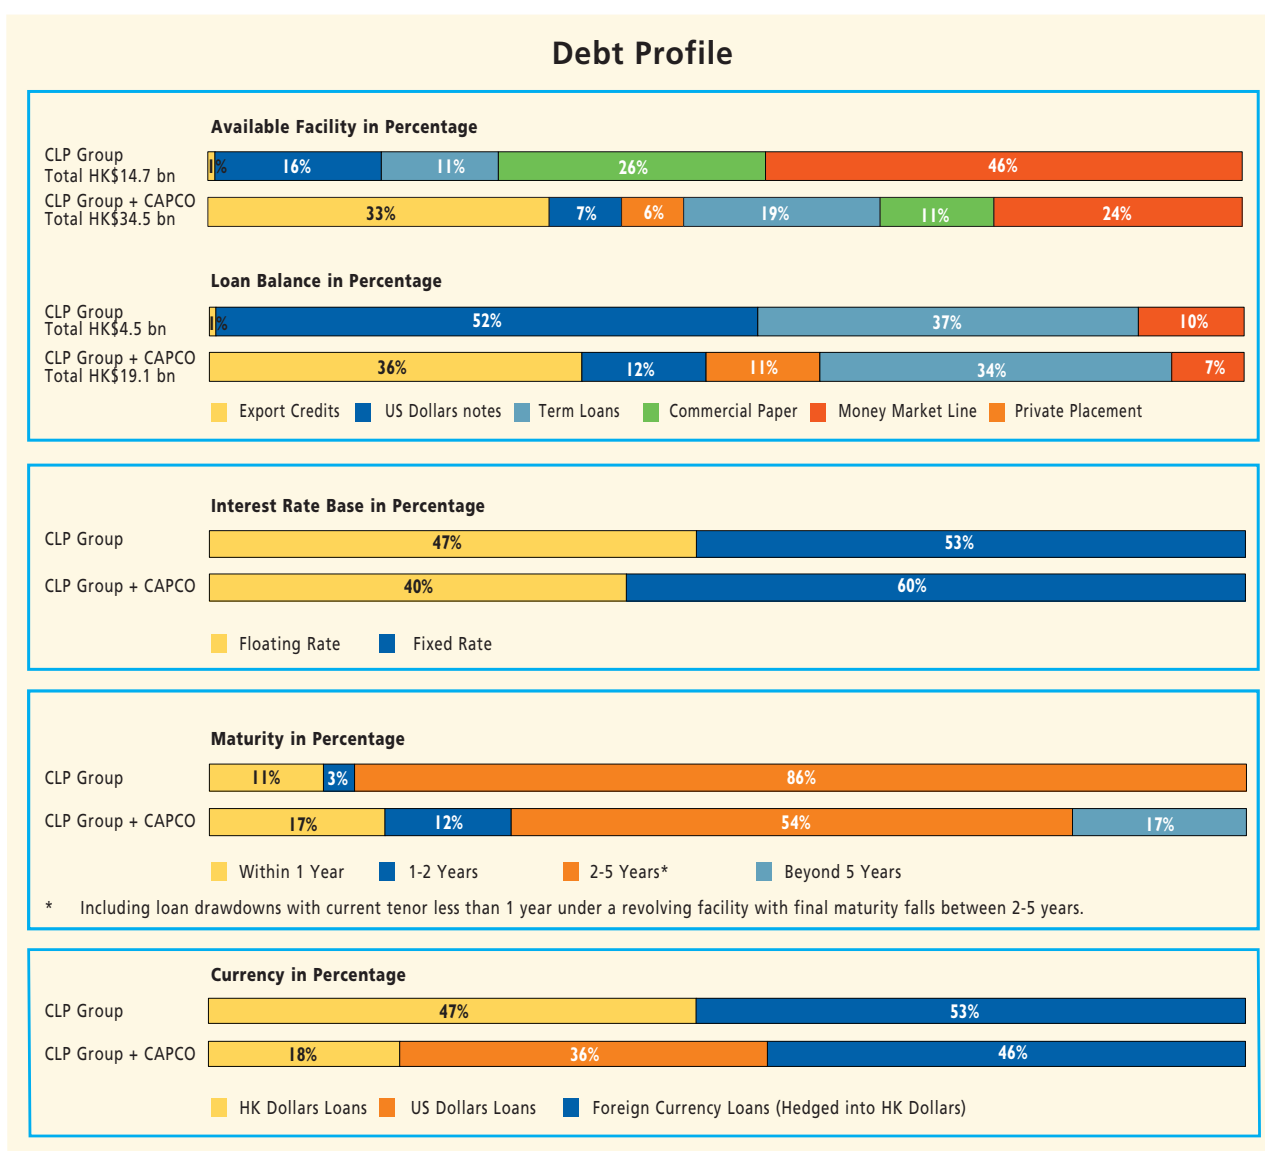 Debt Profile
Available Facility in Percentage
CLP Group
Total HK$14.7 bn
1% 16% 11% 26% 46%
CLP Group + CAPCO
Total HK$34.5 bn
33% 7% 6% 19% 11% 24%
Loan Balance in Percentage
CLP Group
Total HK$4.5 bn
1% 52% 37% 10%
CLP Group + CAPCO
Total HK$19.1 bn
36% 12% 11% 34% 7%
Export Credits US Dollars notes Term Loans Commercial Paper Money Market Line Private Placement
Interest Rate Base in Percentage
CLP Group 47% 53%
CLP Group + CAPCO 40% 60%
Floating Rate Fixed Rate
Maturity in Percentage
CLP Group 11% 3% 86%
CLP Group + CAPCO 17% 12% 54% 17%
Within 1 Year 1-2 Years 2-5 Years* Beyond 5 Years
* Including loan drawdowns with current tenor less than 1 year under a revolving facility with final maturity falls between 2-5 years.
Currency in Percentage
CLP Group 47% 53%
CLP Group + CAPCO 18% 36% 46%
HK Dollars Loans US Dollars Loans Foreign Currency Loans (Hedged into HK Dollars)